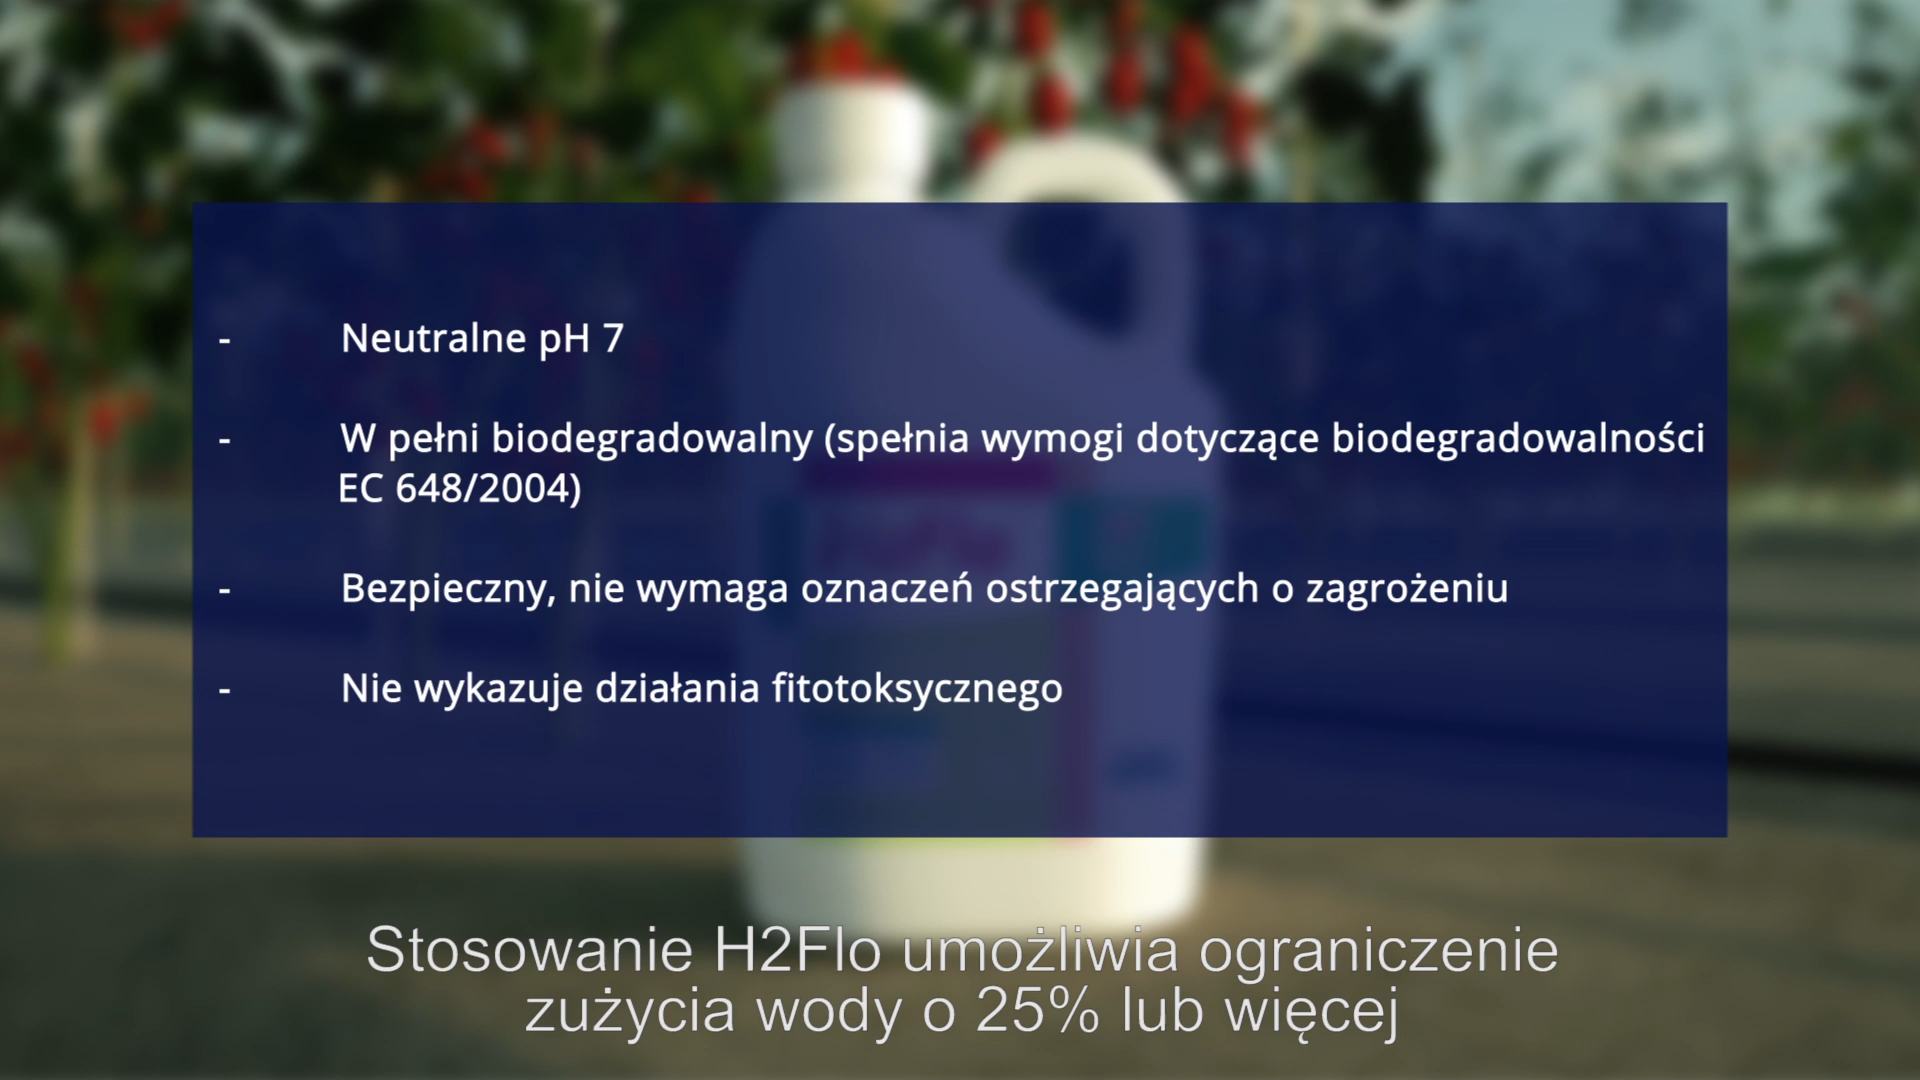 - Neutralne pH 7
- W pełni biodegradowalny (spełnia wymogi dotyczące biodegradowalności
EC 648/2004)
- Bezpieczny, nie wymaga oznaczeń ostrzegających o zagrożeniu
- Nie wykazuje działania fitotoksycznego
Stosowanie H2Flo umożliwia ograniczenie
zużycia wody o 25% lub więcej